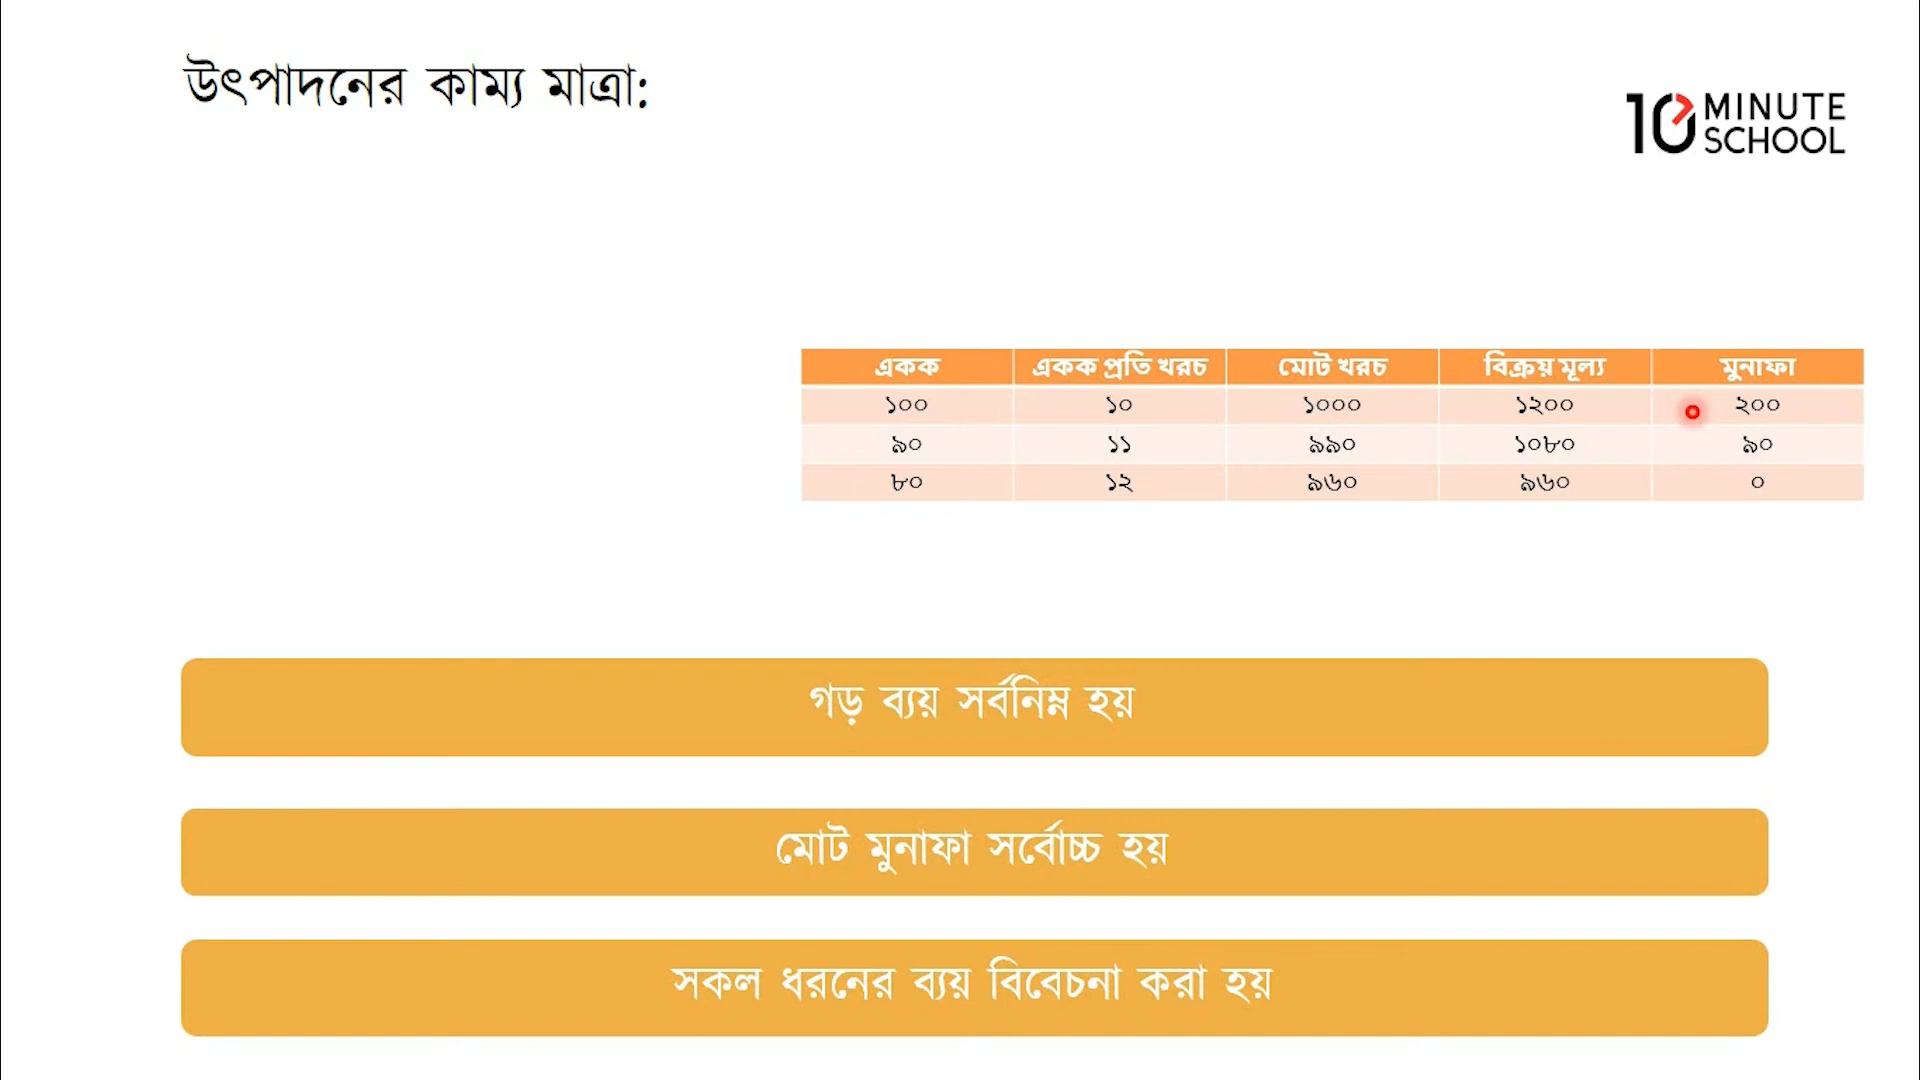 উৎপাদনের কাম্য মাত্রা:
10 MINUTE
SCHOOL
একক একক প্রতি খরচ মোট খরচ বিক্রয় মূল্য মুনাফা
১০০ ১০ ১০০০ ১২০০ ২০০
৯০ ১১ ৯৯০ ১০৮০ ৯০
৮০ ১২ ৯৬০ ৯৬০ ০
গড় ব্যয় সর্বনিম্ন হয়
মোট মুনাফা সর্বোচ্চ হয়
সকল ধরনের ব্যয় বিবেচনা করা হয়